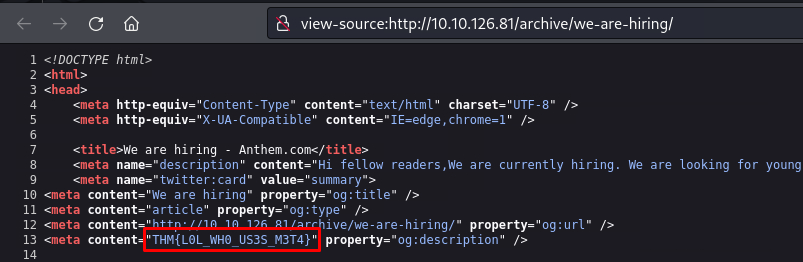 view-source:http://10.10.126.81/archive/we-are-hiring/
1 <!DOCTYPE html>
2 <html>
3 <head>
4 <meta http-equiv="Content-Type" content="text/html" charset="UTF-8" />
5 <meta http-equiv="X-UA-Compatible" content="IE=edge,chrome=1" />
6
7 <title>We are hiring - Anthem.com</title>
8 <meta name="description" content="Hi fellow readers,We are currently hiring. We are looking for young
9 <meta name="twitter:card" value="summary">
10 <meta content="We are hiring" property="og:title" />
11 <meta content="article" property="og:type" />
12 <meta content="http://10.10.126.81/archive/we-are-hiring/" property="og:url" />
13 <meta content="THM{L0L_WH0_US3S_M3T4}" property="og:description" />
14